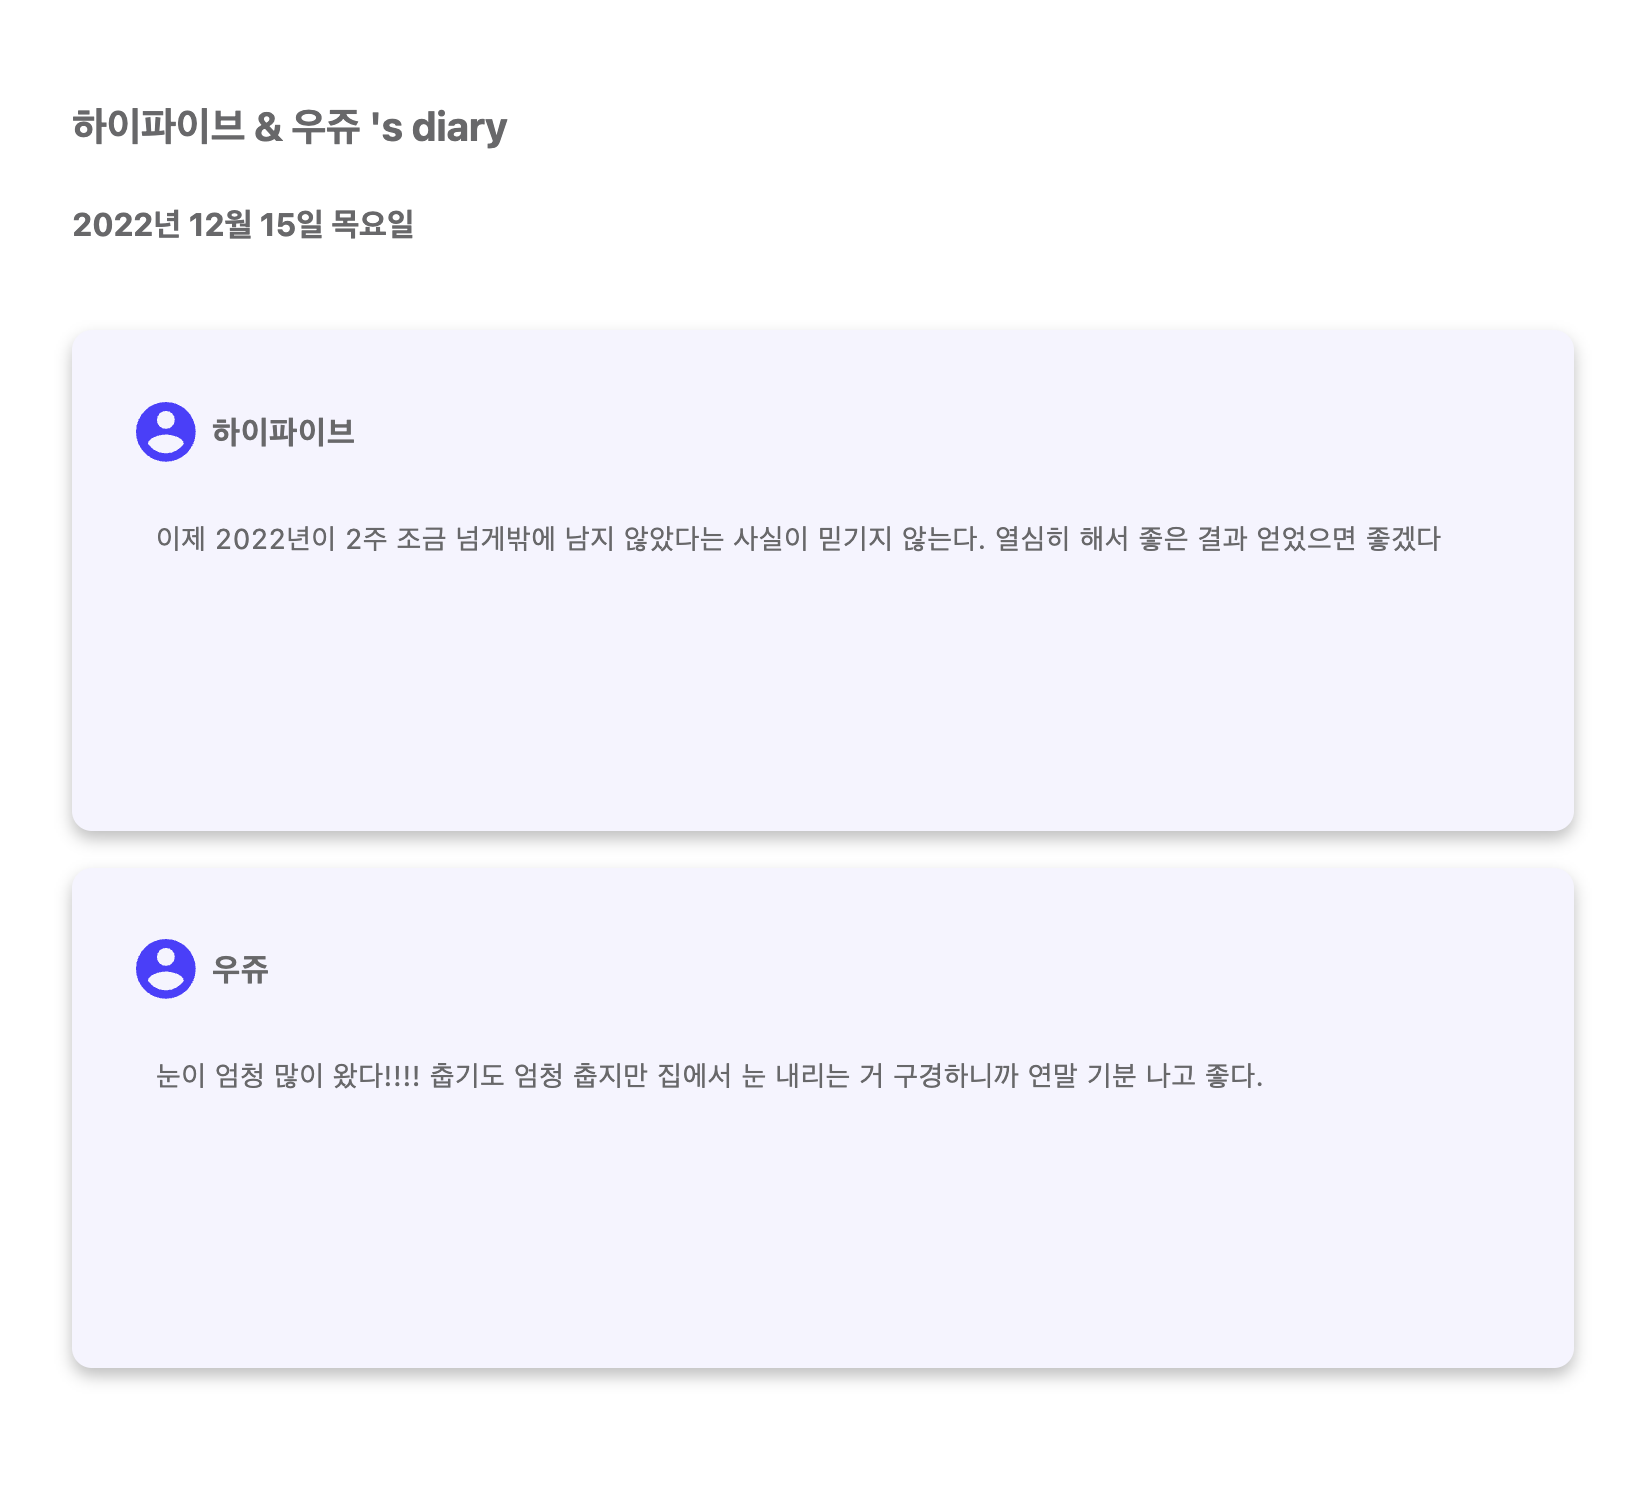 하이파이브 & 우쥬 's diary
2022년 12월 15일 목요일
하이파이브
이제 2022년이 2주 조금 넘게밖에 남지 않았다는 사실이 믿기지 않는다. 열심히 해서 좋은 결과 얻었으면 좋겠다
우쥬
눈이 엄청 많이 왔다!!!! 춥기도 엄청 춥지만 집에서 눈 내리는 거 구경하니까 연말 기분 나고 좋다.